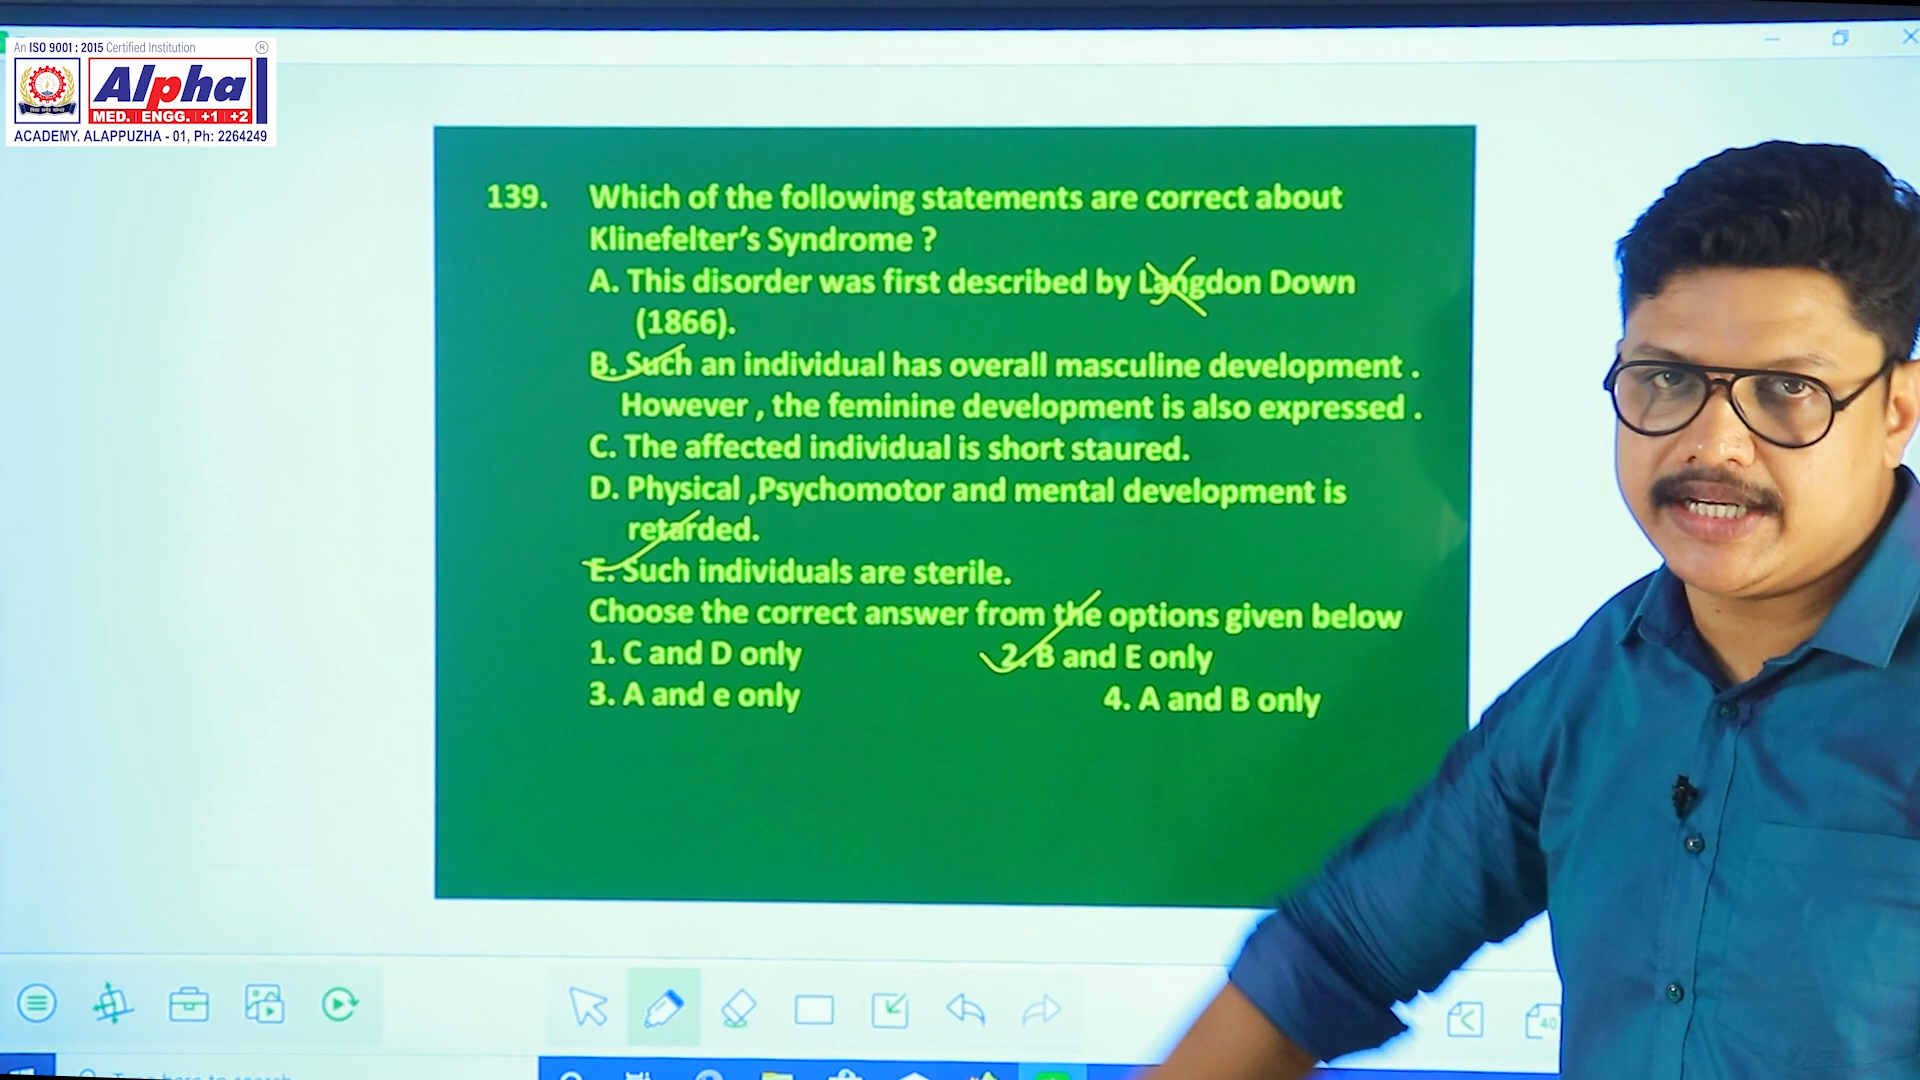 An ISO 9001 : 2015 Certified Institution ®
Alpha
MED. ENGG. +1 +2
ACADEMY. ALAPPUZHA - 01, Ph: 2264249
139. Which of the following statements are correct about
Klinefelter's Syndrome ?
A. This disorder was first described by Langdon Down
(1866).
B. Such an individual has overall masculine development .
However , the feminine development is also expressed .
C. The affected individual is short staured.
D. Physical ,Psychomotor and mental development is
retarded.
E. Such individuals are sterile.
Choose the correct answer from the options given below
1. C and D only 2. B and E only
3. A and e only 4. A and B only
40